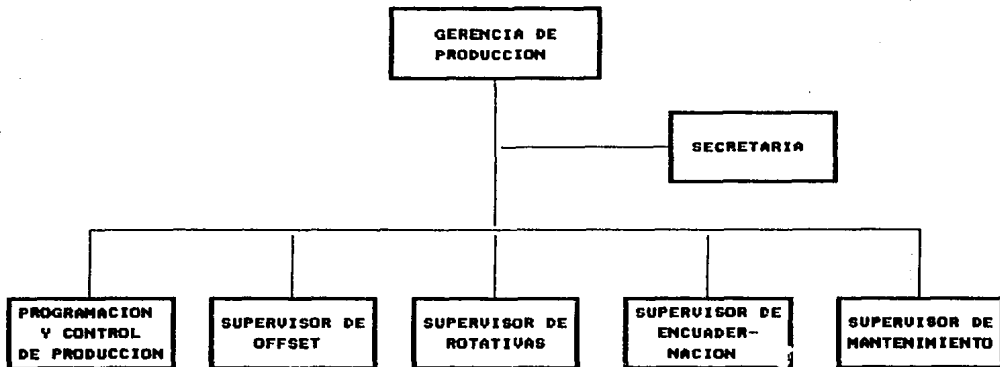 GERENCIA DE
PRODUCCION
SECRETARIA
PROGRAMACION
Y CONTROL
DE PRODUCCION
SUPERVISOR DE
OFFSET
SUPERVISOR DE
ROTATIVAS
SUPERVISOR DE
ENCUADER-
NACION
SUPERVISOR DE
MANTENIMIENTO